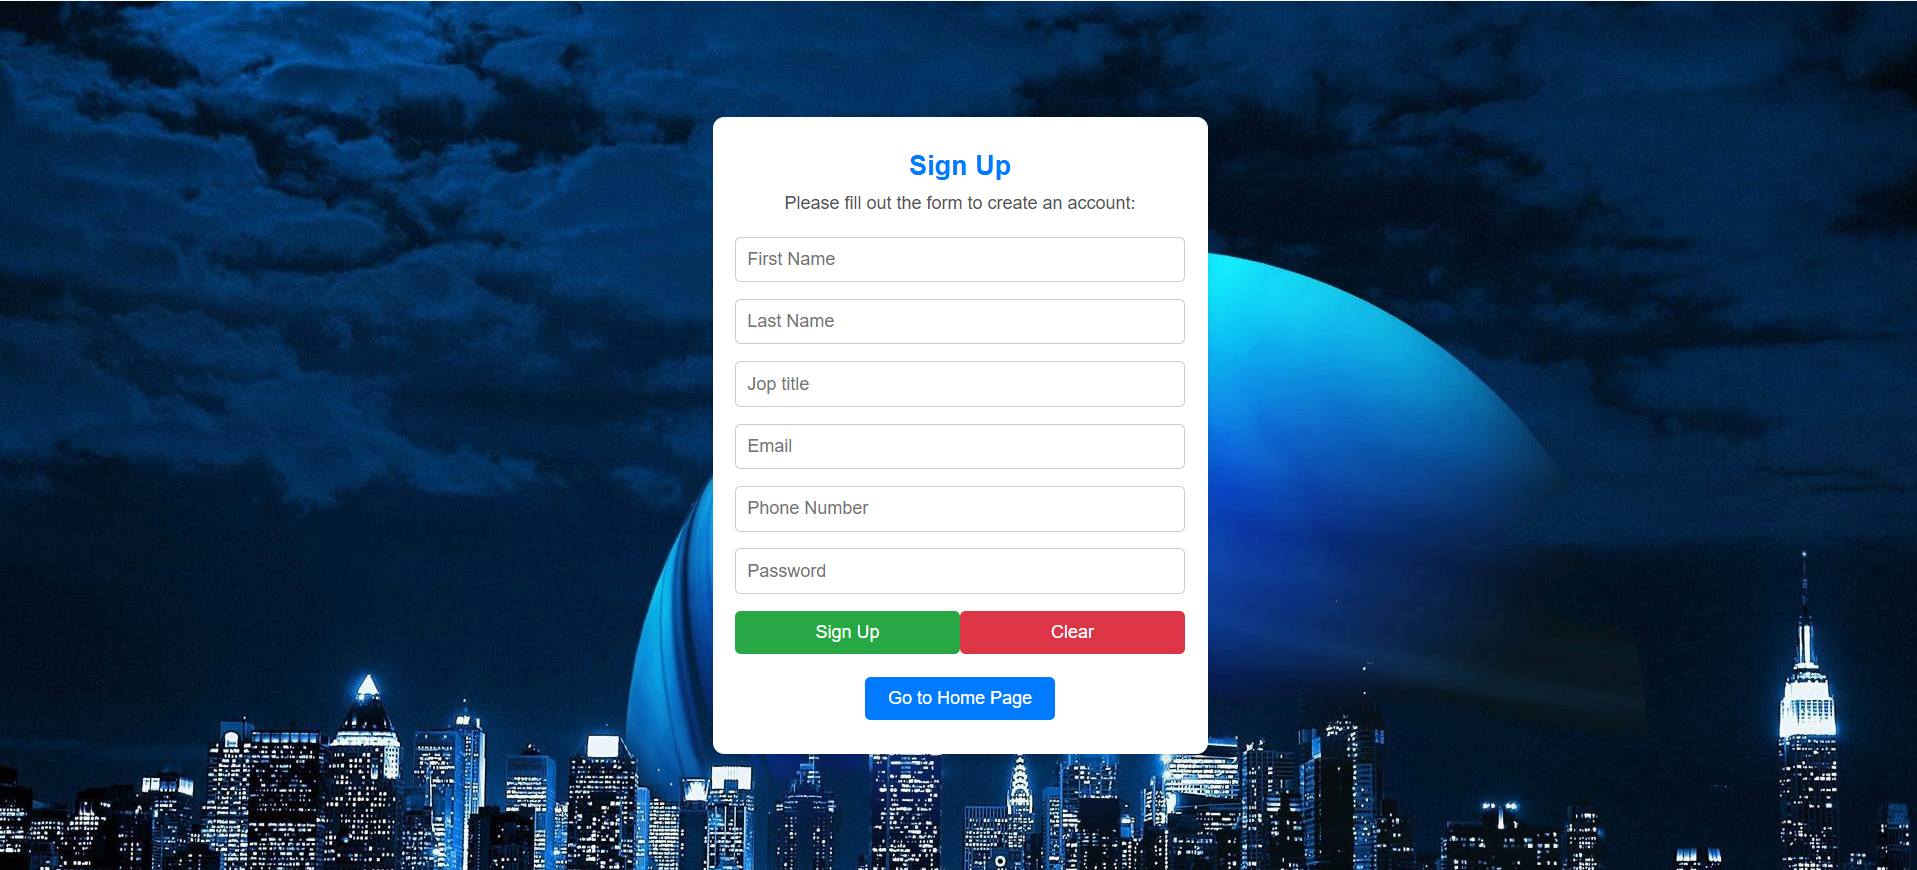 Sign Up
Please fill out the form to create an account:
First Name
Last Name
Jop title
Email
Phone Number
Password
Sign Up Clear
Go to Home Page